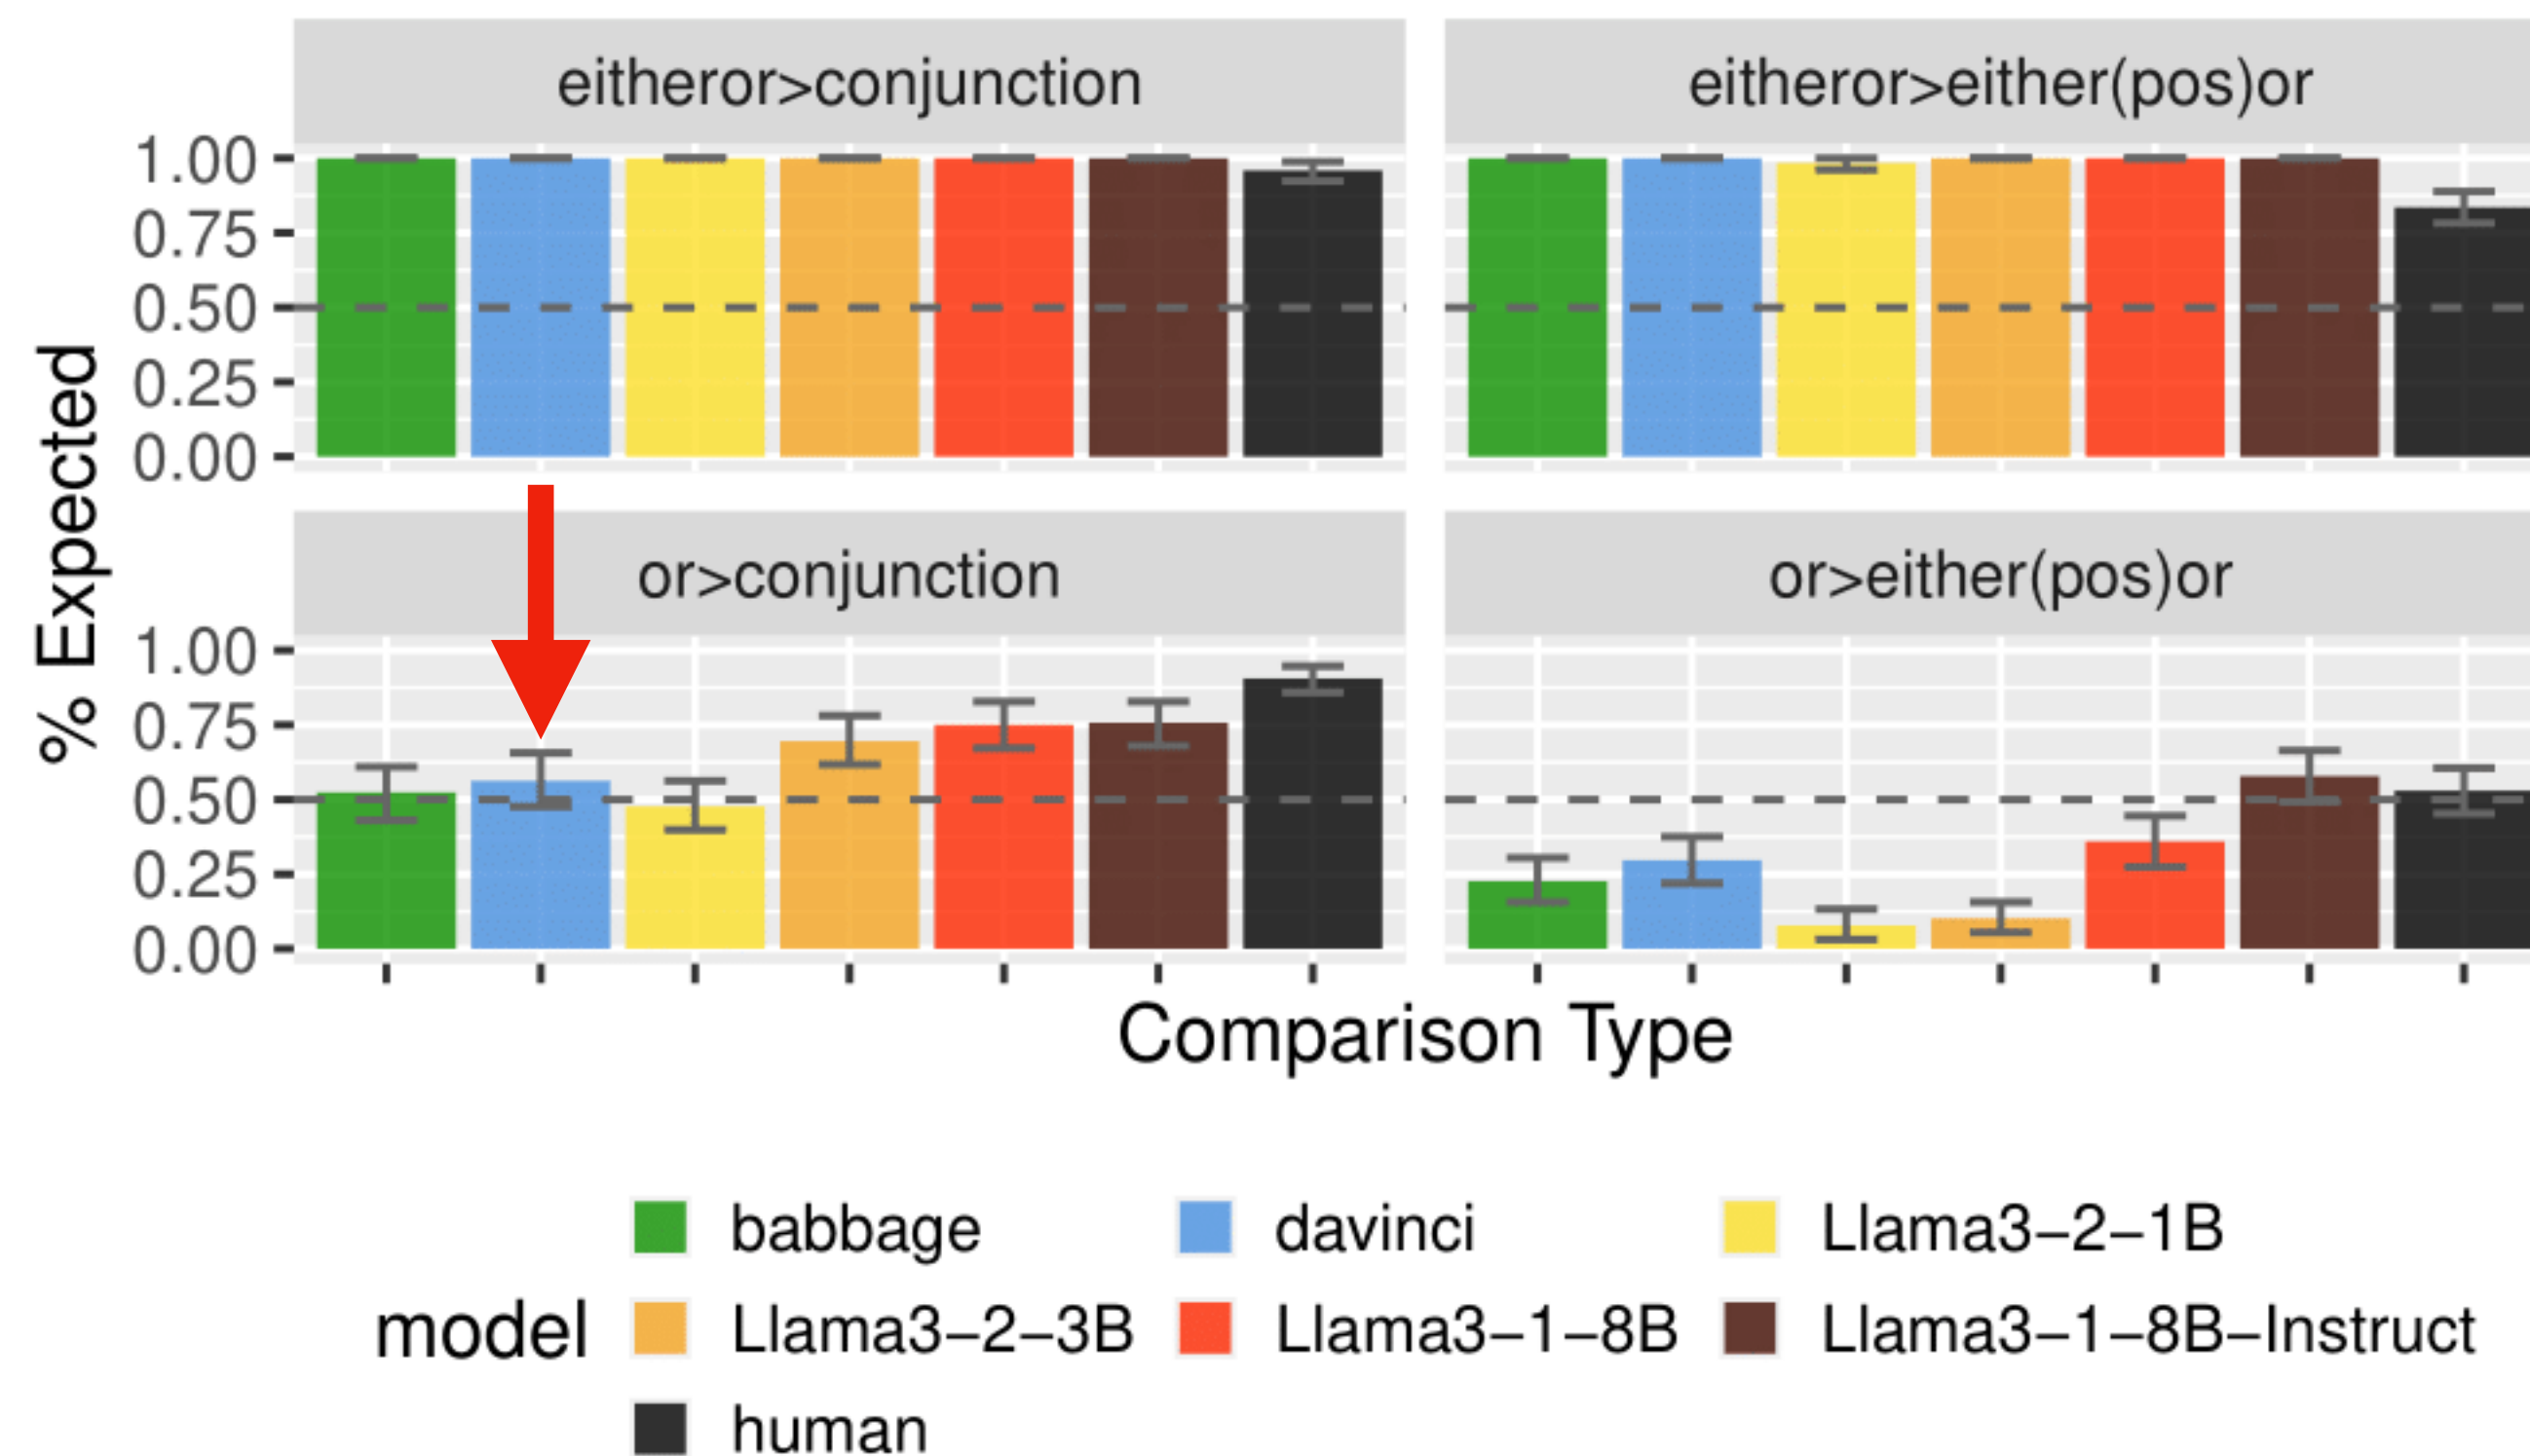 eitheror>conjunction
eitheror>either(pos)or
1.00
0.75
0.50
0.25
0.00
% Expected
or>conjunction
or>either(pos)or
1.00
0.75
0.50
0.25
0.00
Comparison Type
model
babbage
davinci
Llama3−2−1B
Llama3−2−3B
Llama3−1−8B
Llama3−1−8B−Instruct
human